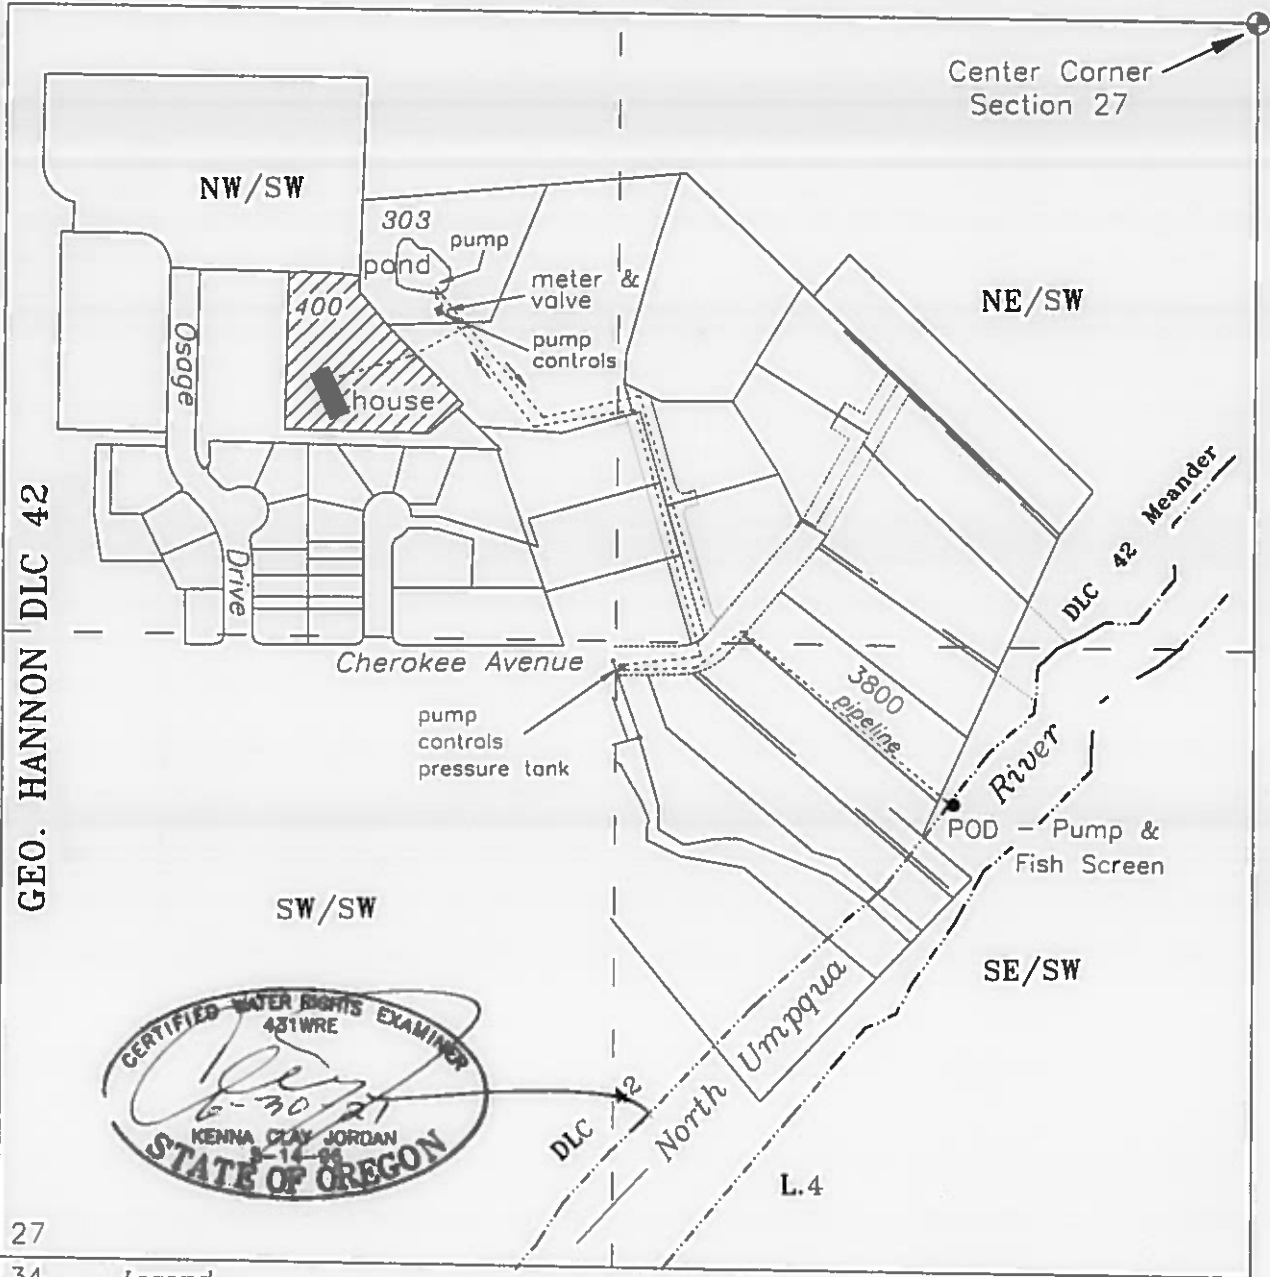 Center Corner
Section 27
NW/SW
303
pond
pump
meter &
valve
400
pump
controls
NE/SW
Osage
house
GEO. HANNON DLC 42
DLC 42 Meander
Drive
Cherokee Avenue
3800
pipeline
pump
controls
pressure tank
River
POD - Pump &
Fish Screen
SW/SW
SE/SW
CERTIFIED WATER RIGHTS EXAMINER
431WRE
6-30-21
KENNA CLAY JORDAN
STATE OF OREGON
DLC 42
North Umpqua
L.4
27
34
Legend